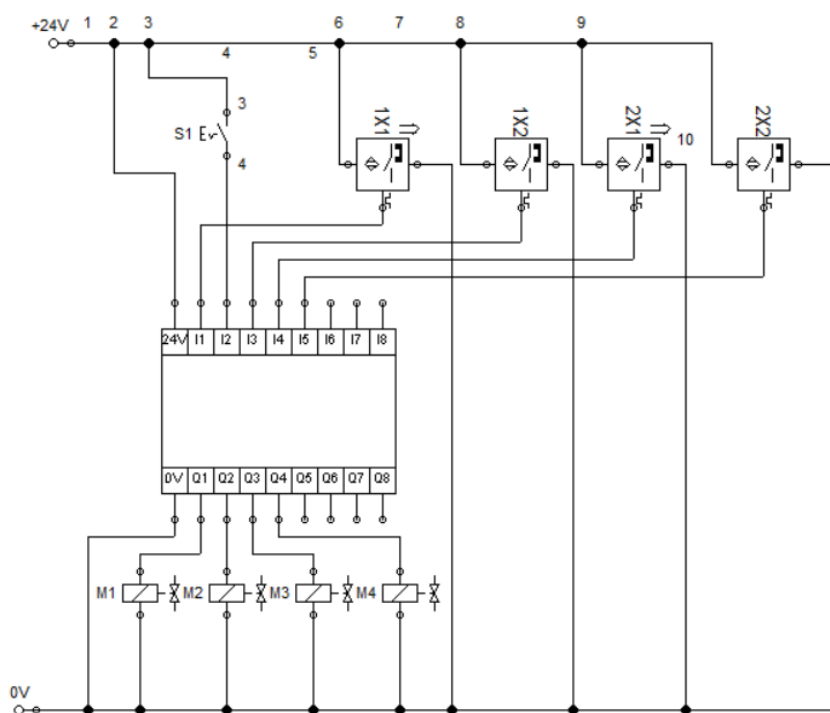 +24V 1 2 3 4 5 6 7 8 9
3
S1
4
1X1 1X2 2X1 2X2
10
24V I1 I2 I3 I4 I5 I6 I7 I8
0V Q1 Q2 Q3 Q4 Q5 Q6 Q7 Q8
M1 M2 M3 M4
0V